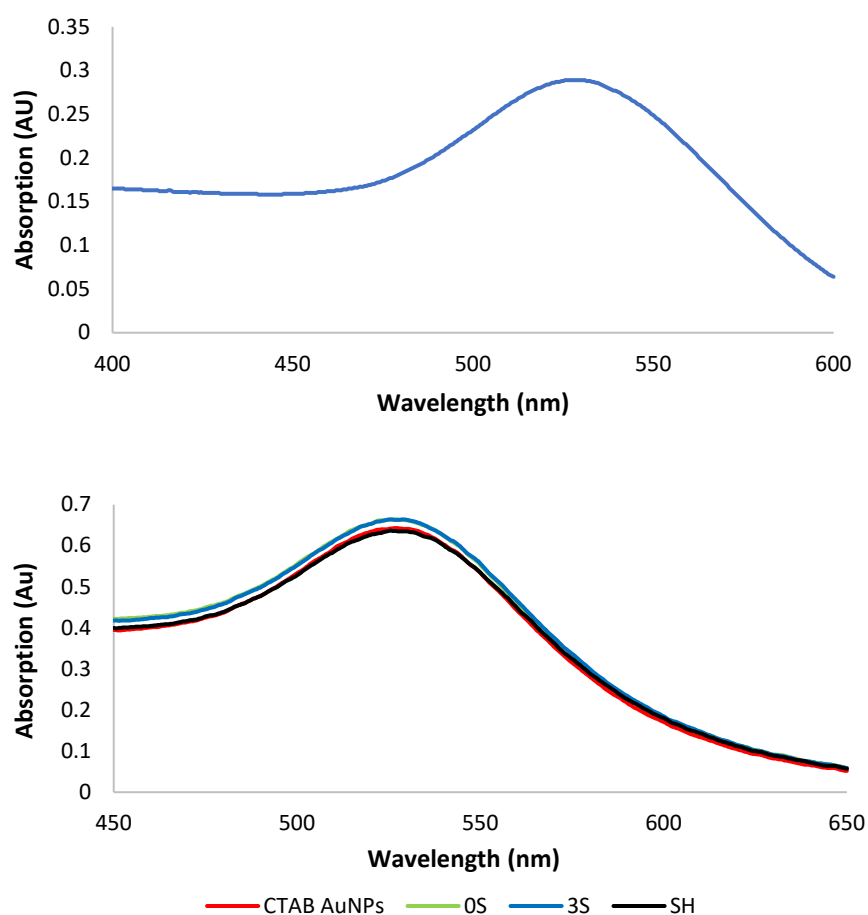 0.35
0.3
0.25
0.2
0.15
0.1
0.05
0
Absorption (AU)
400 450 500 550 600
Wavelength (nm)
0.7
0.6
0.5
0.4
0.3
0.2
0.1
0
Absorption (Au)
450 500 550 600 650
Wavelength (nm)
CTAB AuNPs 0S 3S SH